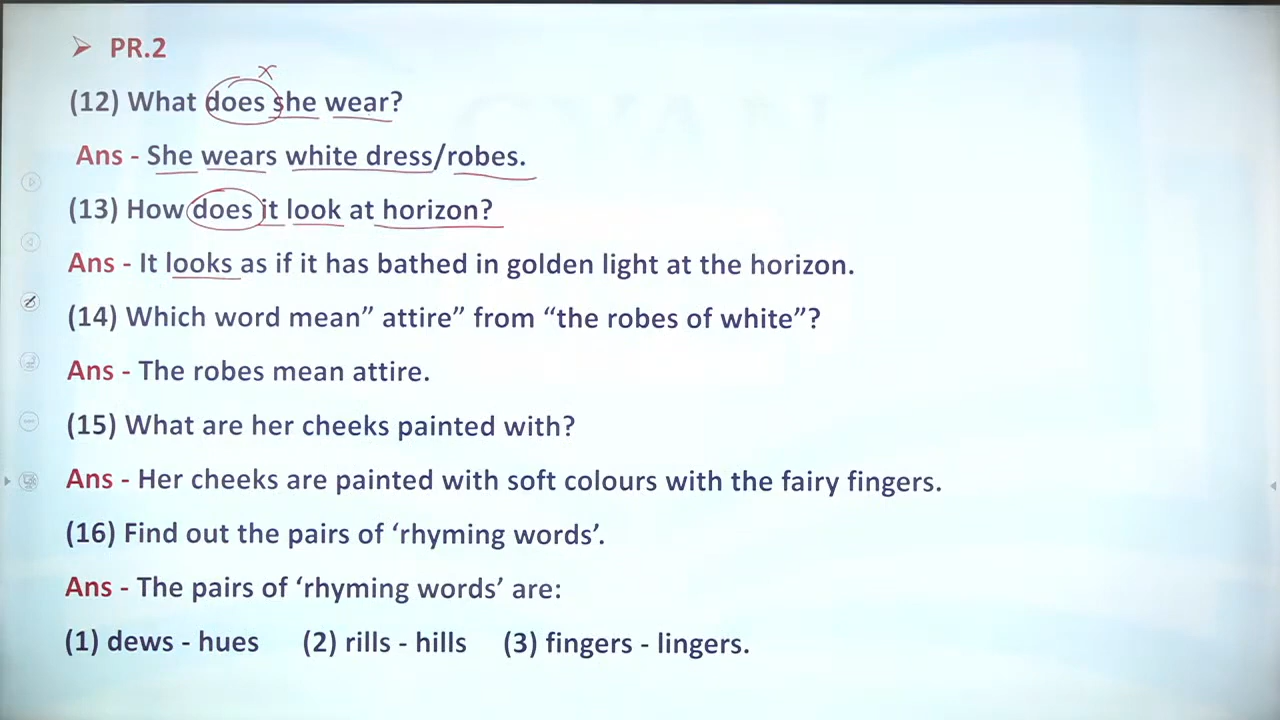 ➢ PR.2
x
(12) What does she wear?
Ans - She wears white dress/robes.
(13) How does it look at horizon?
Ans - It looks as if it has bathed in golden light at the horizon.
(14) Which word mean” attire” from “the robes of white”?
Ans - The robes mean attire.
(15) What are her cheeks painted with?
Ans - Her cheeks are painted with soft colours with the fairy fingers.
(16) Find out the pairs of ‘rhyming words’.
Ans - The pairs of ‘rhyming words’ are:
(1) dews - hues (2) rills - hills (3) fingers - lingers.